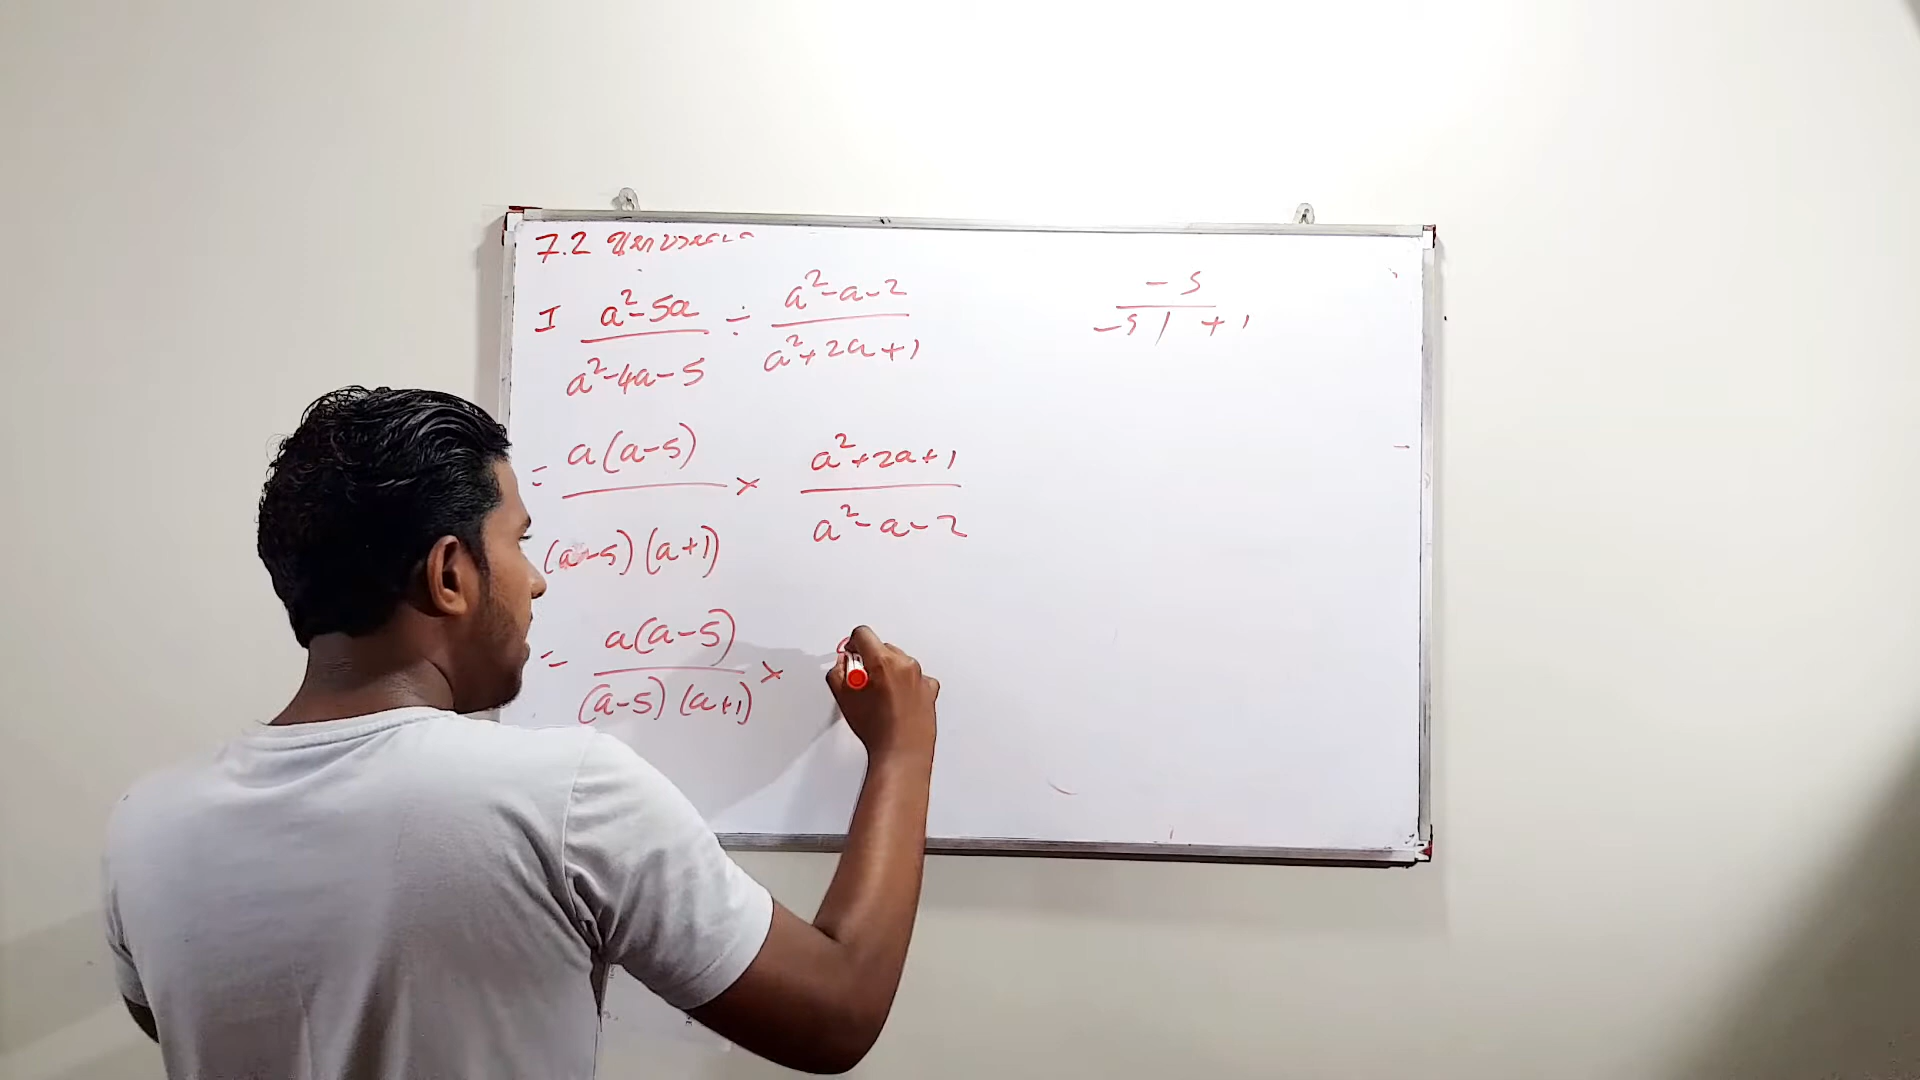 7.2
I (a²-5a)/(a²-4a-5) ÷ (a²-a-2)/(a²+2a+1)
-5
-5 / +1
= a(a-5)/((a-5)(a+1)) × (a²+2a+1)/(a²-a-2)
= a(a-5)/((a-5)(a+1)) ×